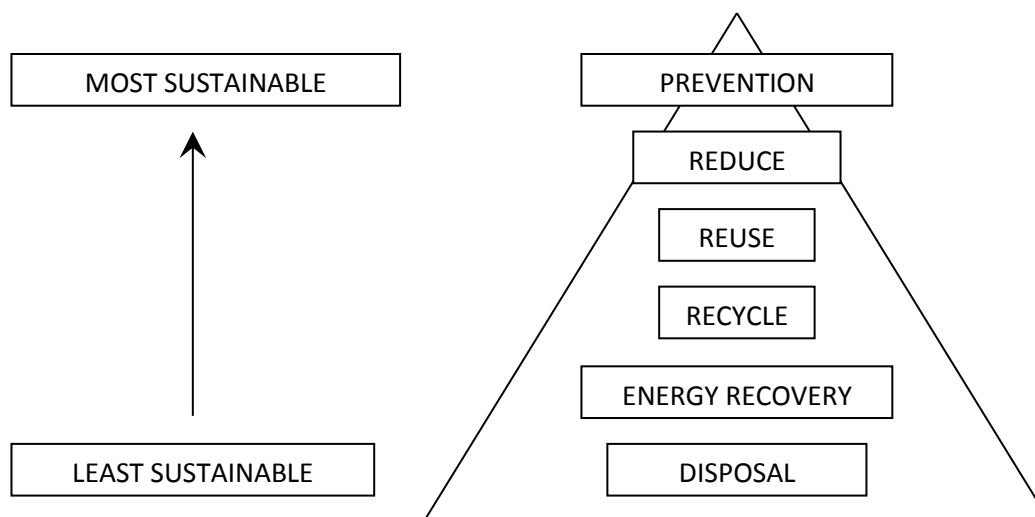 MOST SUSTAINABLE
PREVENTION
REDUCE
REUSE
RECYCLE
ENERGY RECOVERY
LEAST SUSTAINABLE
DISPOSAL